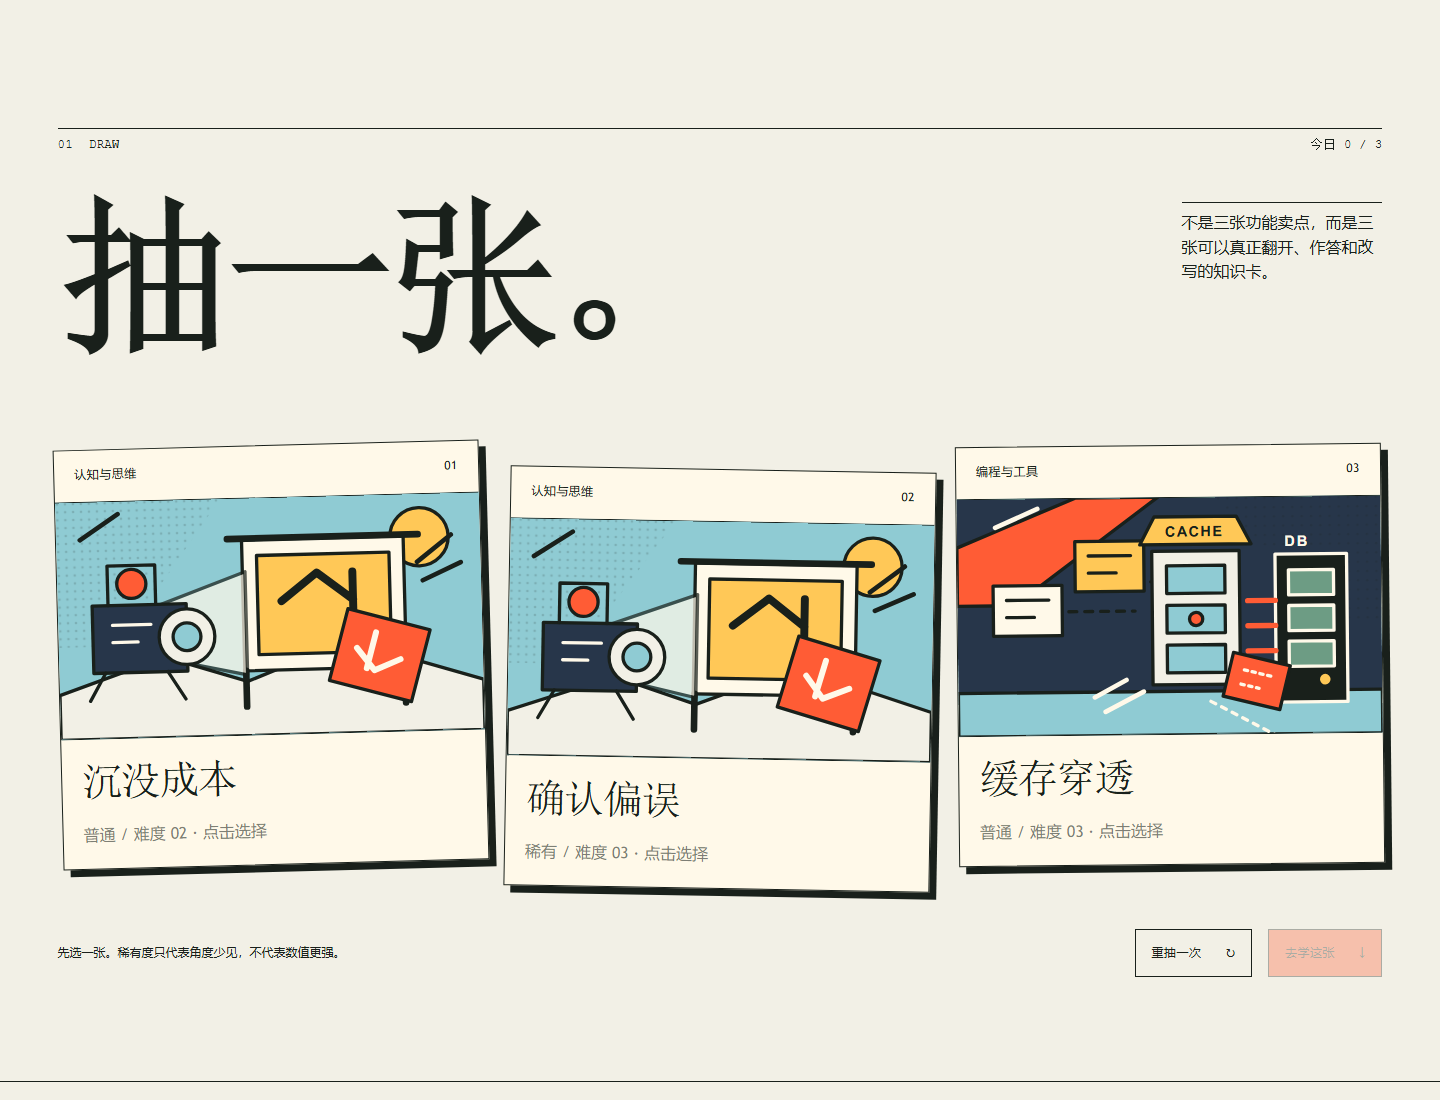 01 DRAW
今日 0 / 3
抽一张。
不是三张功能卖点，而是三
张可以真正翻开、作答和改
写的知识卡。
认知与思维
01
沉没成本
普通 / 难度 02 · 点击选择
认知与思维
02
确认偏误
稀有 / 难度 03 · 点击选择
编程与工具
03
CACHE
DB
缓存穿透
普通 / 难度 03 · 点击选择
先选一张。稀有度只代表角度少见，不代表数值更强。
重抽一次 ↻
去学这张 ↓